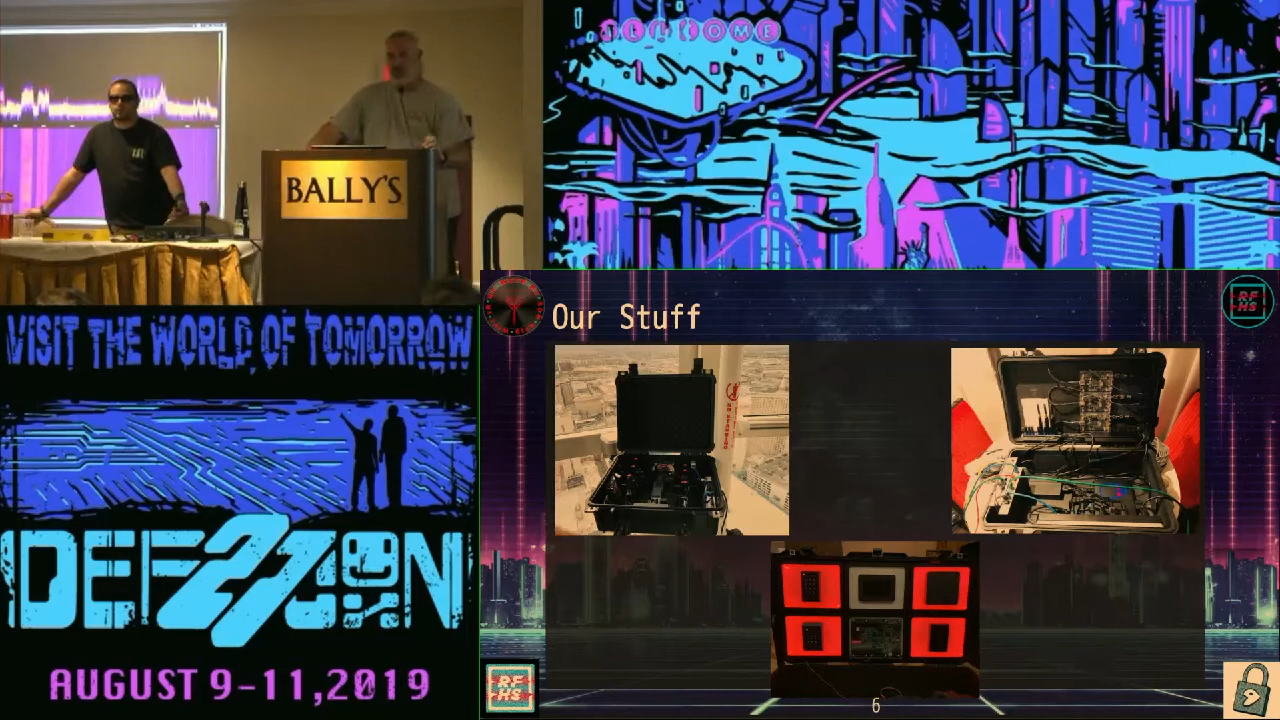 WELCOME
BALLY'S
VISIT THE WORLD OF TOMORROW
DEF CON
27
AUGUST 9-11, 2019
Our Stuff
RF
HS
RF
HS
6